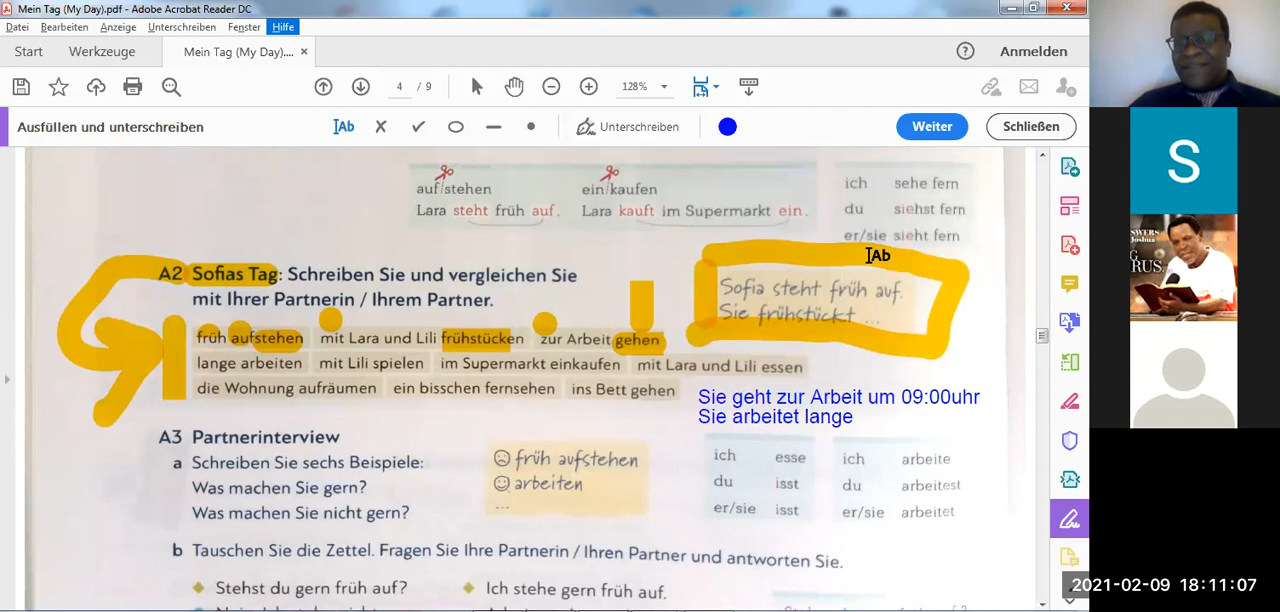 Mein Tag (My Day).pdf - Adobe Acrobat Reader DC
Datei Bearbeiten Anzeige Unterschreiben Fenster Hilfe
Start Werkzeuge Mein Tag (My Day).... × Anmelden
4 / 9 128%
Ausfüllen und unterschreiben Ab Unterschreiben Weiter Schließen
auf/stehen ein/kaufen
Lara steht früh auf. Lara kauft im Supermarkt ein.
ich sehe fern
du siehst fern
er/sie sieht fern
Ab
A2 Sofias Tag: Schreiben Sie und vergleichen Sie
mit Ihrer Partnerin / Ihrem Partner.
Sofia steht früh auf.
Sie frühstückt ...
früh aufstehen mit Lara und Lili frühstücken zur Arbeit gehen
lange arbeiten mit Lili spielen im Supermarkt einkaufen mit Lara und Lili essen
die Wohnung aufräumen ein bisschen fernsehen ins Bett gehen
Sie geht zur Arbeit um 09:00uhr
Sie arbeitet lange
A3 Partnerinterview
a Schreiben Sie sechs Beispiele:
Was machen Sie gern?
Was machen Sie nicht gern?
früh aufstehen
arbeiten
...
ich esse
du isst
er/sie isst
ich arbeite
du arbeitest
er/sie arbeitet
b Tauschen Sie die Zettel. Fragen Sie Ihre Partnerin / Ihren Partner und antworten Sie.
Stehst du gern früh auf? Ich stehe gern früh auf.
S
ANSWERS
Joshua
RUS.
2021-02-09 18:11:07